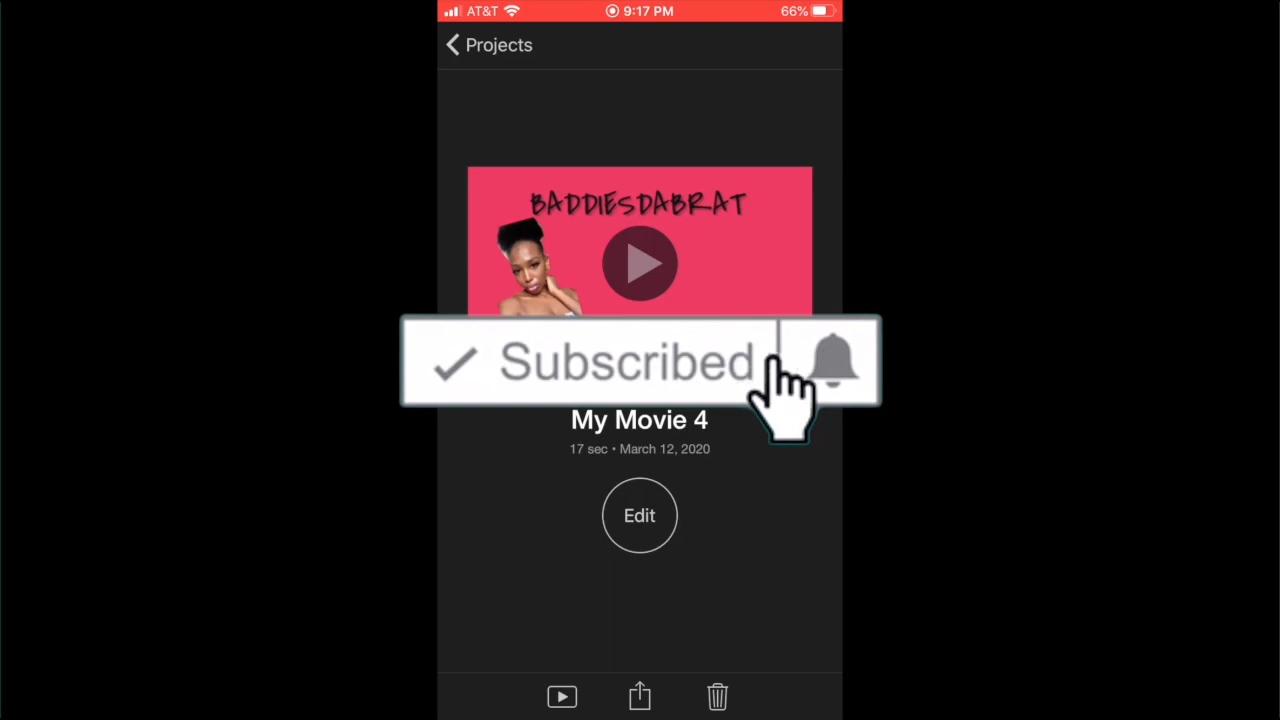 AT&T 9:17 PM 66%
Projects
BADDIESDABRAT
Subscribed
My Movie 4
17 sec • March 12, 2020
Edit